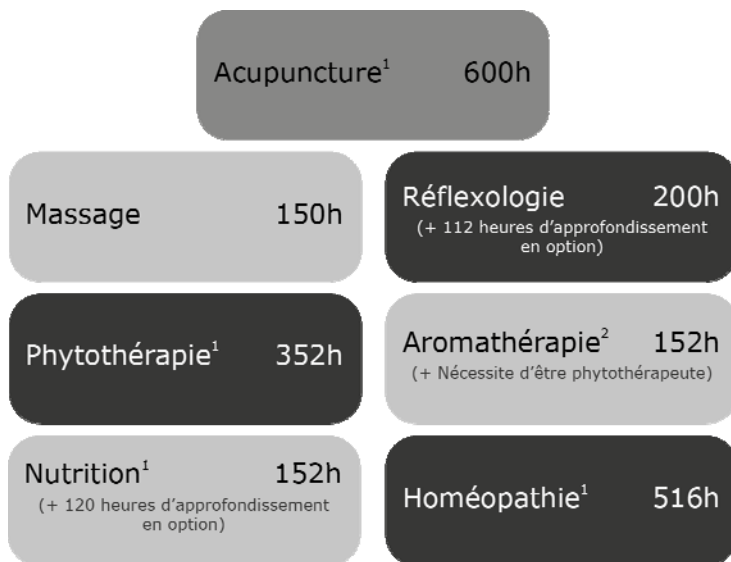 Acupuncture¹ 600h
Massage 150h
Réflexologie 200h
(+ 112 heures d'approfondissement
en option)
Phytothérapie¹ 352h
Aromathérapie² 152h
(+ Nécessite d'être phytothérapeute)
Nutrition¹ 152h
(+ 120 heures d'approfondissement
en option)
Homéopathie¹ 516h